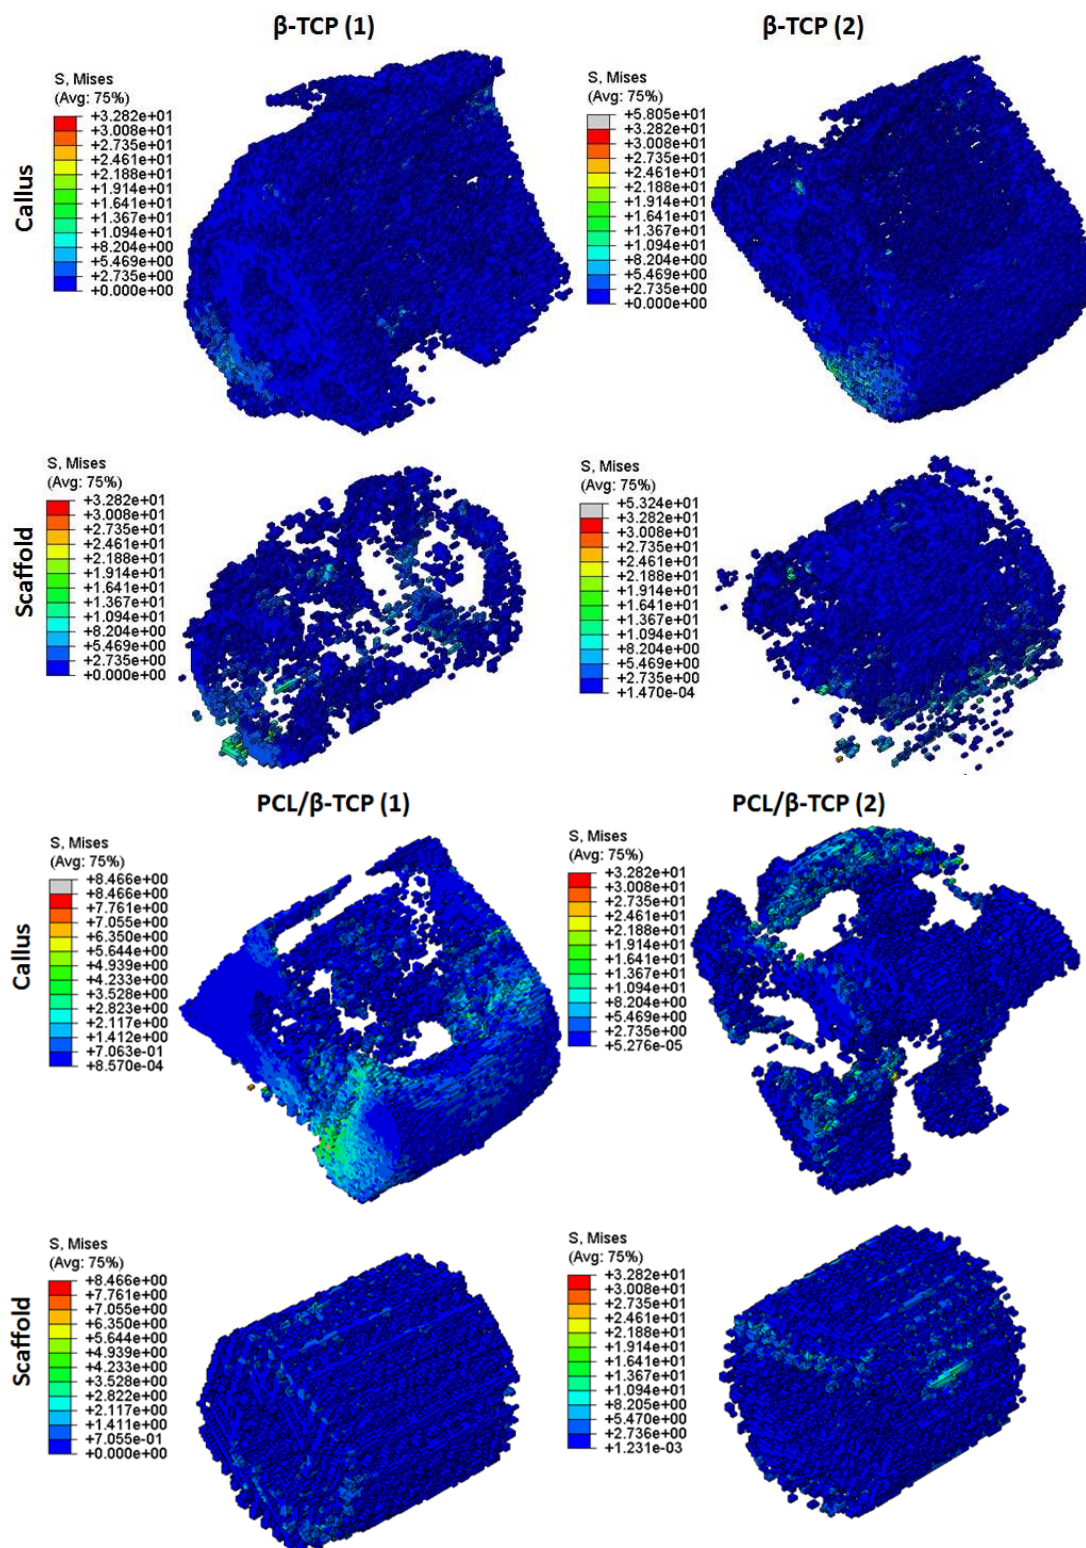 β-TCP (1)
β-TCP (2)
Callus
S, Mises
(Avg: 75%)
+3.282e+01
+3.008e+01
+2.735e+01
+2.461e+01
+2.188e+01
+1.914e+01
+1.641e+01
+1.367e+01
+1.094e+01
+8.204e+00
+5.469e+00
+2.735e+00
+0.000e+00
S, Mises
(Avg: 75%)
+5.805e+01
+3.282e+01
+3.008e+01
+2.735e+01
+2.461e+01
+2.188e+01
+1.914e+01
+1.641e+01
+1.367e+01
+1.094e+01
+8.204e+00
+5.469e+00
+2.735e+00
+0.000e+00
Scaffold
S, Mises
(Avg: 75%)
+3.282e+01
+3.008e+01
+2.735e+01
+2.461e+01
+2.188e+01
+1.914e+01
+1.641e+01
+1.367e+01
+1.094e+01
+8.204e+00
+5.469e+00
+2.735e+00
+0.000e+00
S, Mises
(Avg: 75%)
+5.324e+01
+3.282e+01
+3.008e+01
+2.735e+01
+2.461e+01
+2.188e+01
+1.914e+01
+1.641e+01
+1.367e+01
+1.094e+01
+8.204e+00
+5.469e+00
+2.735e+00
+1.470e-04
PCL/β-TCP (1)
PCL/β-TCP (2)
Callus
S, Mises
(Avg: 75%)
+8.466e+00
+8.466e+00
+7.761e+00
+7.055e+00
+6.350e+00
+5.644e+00
+4.939e+00
+4.233e+00
+3.528e+00
+2.823e+00
+2.117e+00
+1.412e+00
+7.063e-01
+8.570e-04
S, Mises
(Avg: 75%)
+3.282e+01
+3.008e+01
+2.735e+01
+2.461e+01
+2.188e+01
+1.914e+01
+1.641e+01
+1.367e+01
+1.094e+01
+8.204e+00
+5.469e+00
+2.735e+00
+5.276e-05
Scaffold
S, Mises
(Avg: 75%)
+8.466e+00
+7.761e+00
+7.055e+00
+6.350e+00
+5.644e+00
+4.939e+00
+4.233e+00
+3.528e+00
+2.822e+00
+2.117e+00
+1.411e+00
+7.055e-01
+0.000e+00
S, Mises
(Avg: 75%)
+3.282e+01
+3.008e+01
+2.735e+01
+2.461e+01
+2.188e+01
+1.914e+01
+1.641e+01
+1.367e+01
+1.094e+01
+8.205e+00
+5.470e+00
+2.736e+00
+1.231e-03